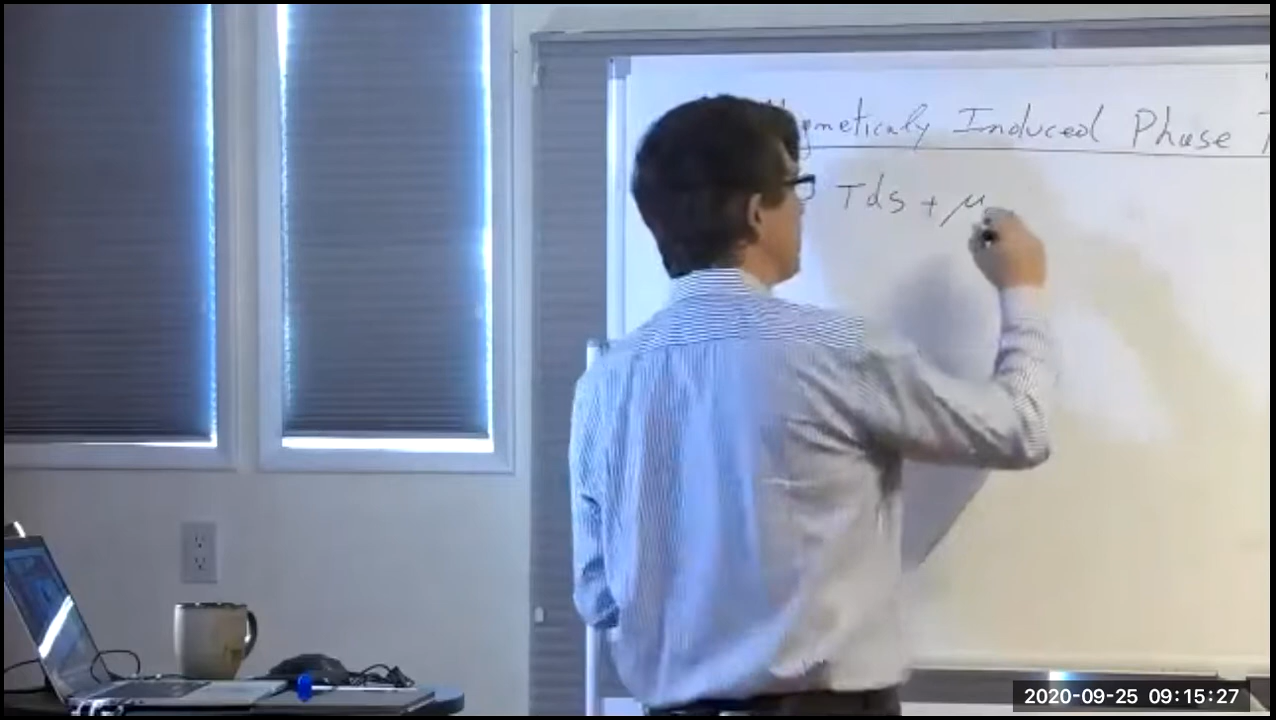 Induced Phase
Tds + μ
2020-09-25 09:15:27